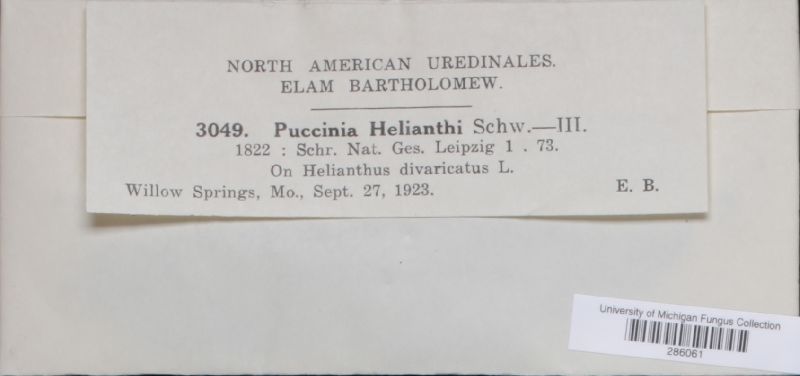 NORTH AMERICAN UREDINALES.
ELAM BARTHOLOMEW.
3049. Puccinia Helianthi Schw.—III.
1822 : Schr. Nat. Ges. Leipzig 1 . 73.
On Helianthus divaricatus L.
Willow Springs, Mo., Sept. 27, 1923. E. B.
University of Michigan Fungus Collection
286061